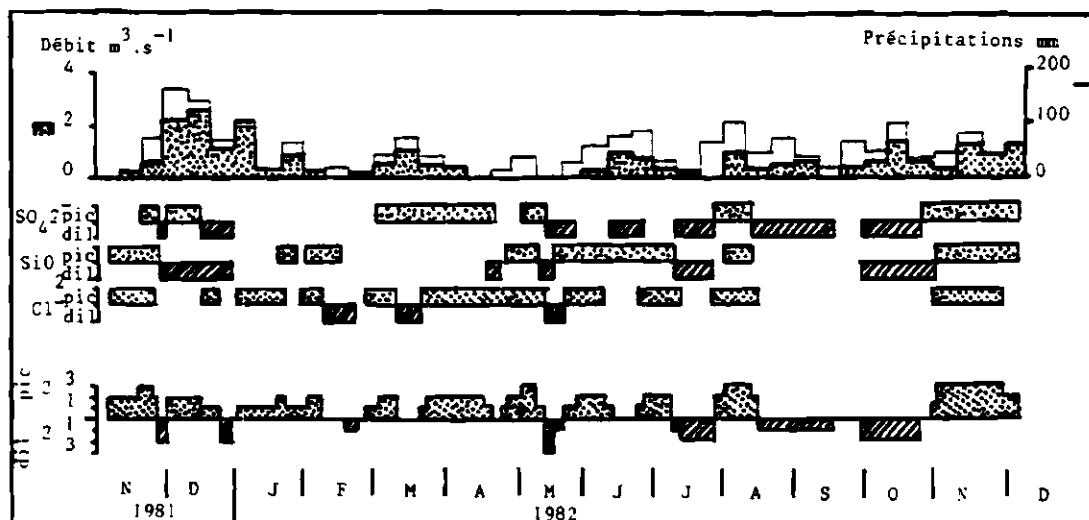 Débit m³.s⁻¹
Précipitations mm
4
2
0
200
100
0
SO₄²⁻ pic
dil
SiO₂ pic
dil
Cl⁻ pic
dil
pic
3
2
1
dil
1
2
3
N D J F M A M J J A S O N D
1981 1982